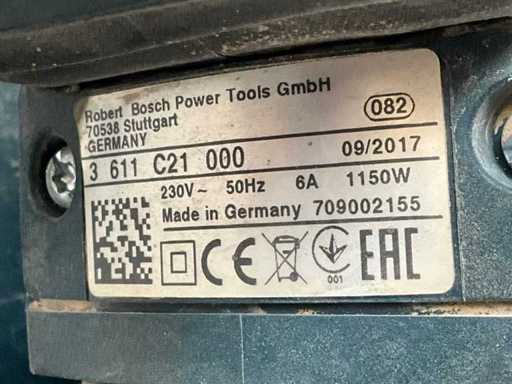 Robert Bosch Power Tools GmbH
70538 Stuttgart
GERMANY
082
3 611 C21 000
09/2017
230V~ 50Hz 6A 1150W
Made in Germany 709002155
CE
001
EAC